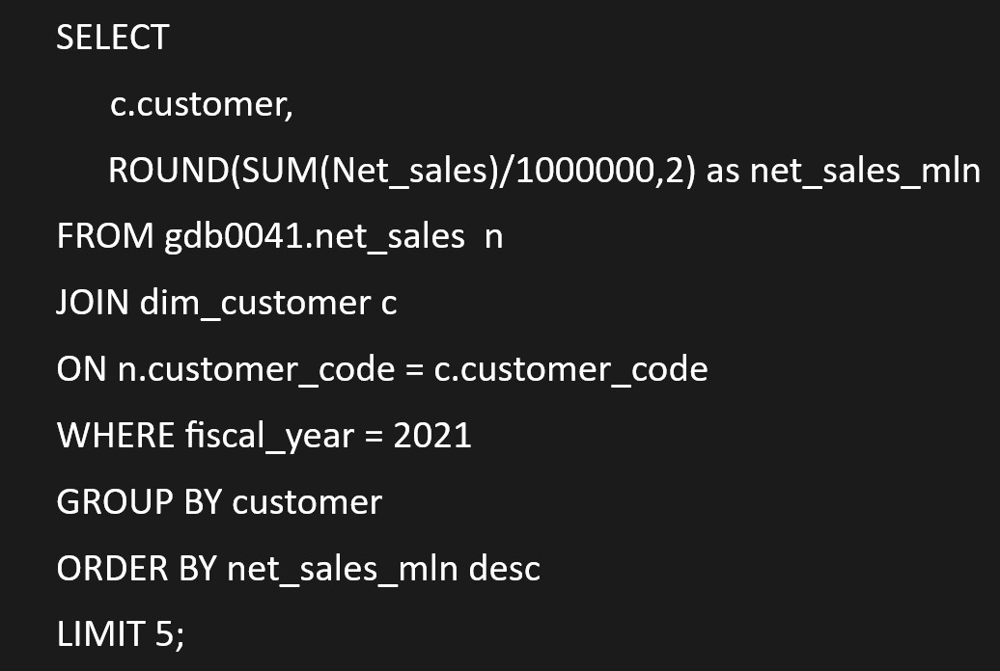 SELECT
c.customer,
ROUND(SUM(Net_sales)/1000000,2) as net_sales_mln
FROM gdb0041.net_sales n
JOIN dim_customer c
ON n.customer_code = c.customer_code
WHERE fiscal_year = 2021
GROUP BY customer
ORDER BY net_sales_mln desc
LIMIT 5;